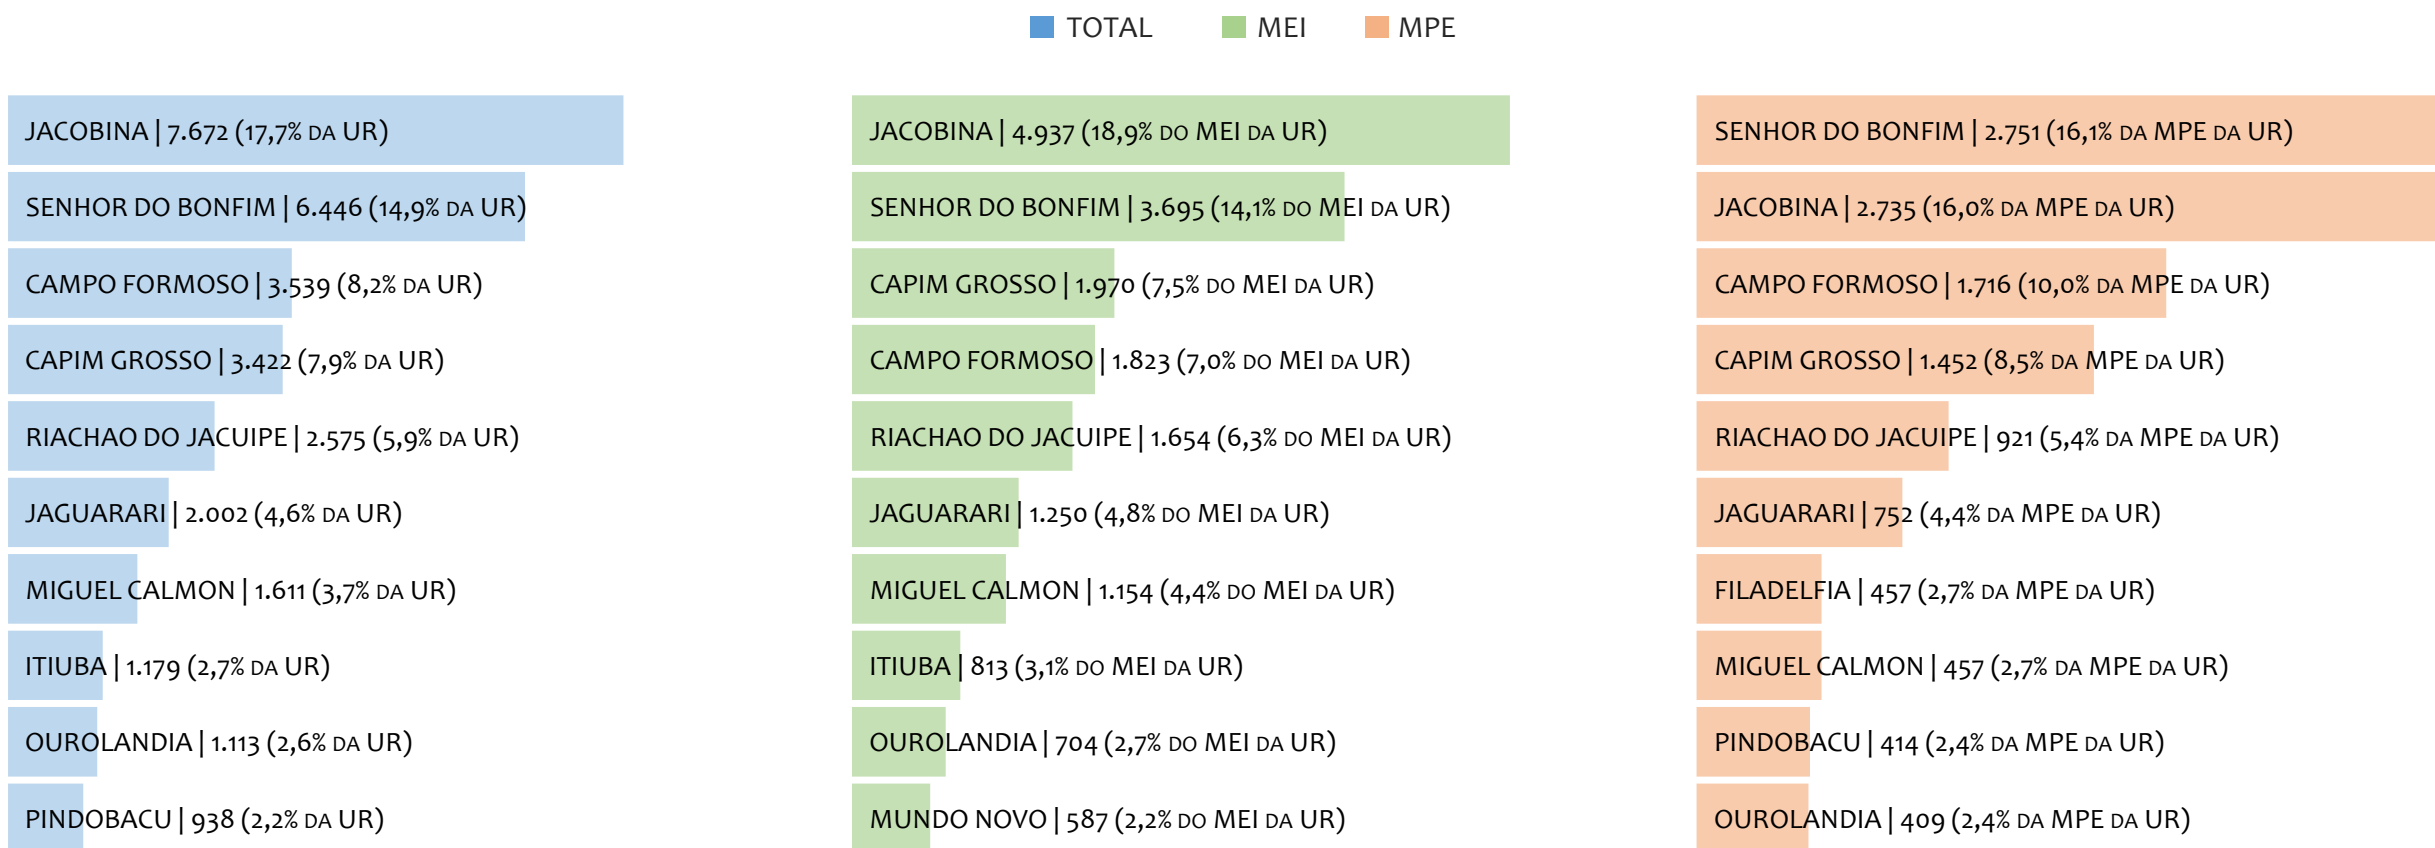 TOTAL MEI MPE
JACOBINA | 7.672 (17,7% DA UR)
SENHOR DO BONFIM | 6.446 (14,9% DA UR)
CAMPO FORMOSO | 3.539 (8,2% DA UR)
CAPIM GROSSO | 3.422 (7,9% DA UR)
RIACHAO DO JACUIPE | 2.575 (5,9% DA UR)
JAGUARARI | 2.002 (4,6% DA UR)
MIGUEL CALMON | 1.611 (3,7% DA UR)
ITIUBA | 1.179 (2,7% DA UR)
OUROLANDIA | 1.113 (2,6% DA UR)
PINDOBACU | 938 (2,2% DA UR)
JACOBINA | 4.937 (18,9% DO MEI DA UR)
SENHOR DO BONFIM | 3.695 (14,1% DO MEI DA UR)
CAPIM GROSSO | 1.970 (7,5% DO MEI DA UR)
CAMPO FORMOSO | 1.823 (7,0% DO MEI DA UR)
RIACHAO DO JACUIPE | 1.654 (6,3% DO MEI DA UR)
JAGUARARI | 1.250 (4,8% DO MEI DA UR)
MIGUEL CALMON | 1.154 (4,4% DO MEI DA UR)
ITIUBA | 813 (3,1% DO MEI DA UR)
OUROLANDIA | 704 (2,7% DO MEI DA UR)
MUNDO NOVO | 587 (2,2% DO MEI DA UR)
SENHOR DO BONFIM | 2.751 (16,1% DA MPE DA UR)
JACOBINA | 2.735 (16,0% DA MPE DA UR)
CAMPO FORMOSO | 1.716 (10,0% DA MPE DA UR)
CAPIM GROSSO | 1.452 (8,5% DA MPE DA UR)
RIACHAO DO JACUIPE | 921 (5,4% DA MPE DA UR)
JAGUARARI | 752 (4,4% DA MPE DA UR)
FILADELFIA | 457 (2,7% DA MPE DA UR)
MIGUEL CALMON | 457 (2,7% DA MPE DA UR)
PINDOBACU | 414 (2,4% DA MPE DA UR)
OUROLANDIA | 409 (2,4% DA MPE DA UR)